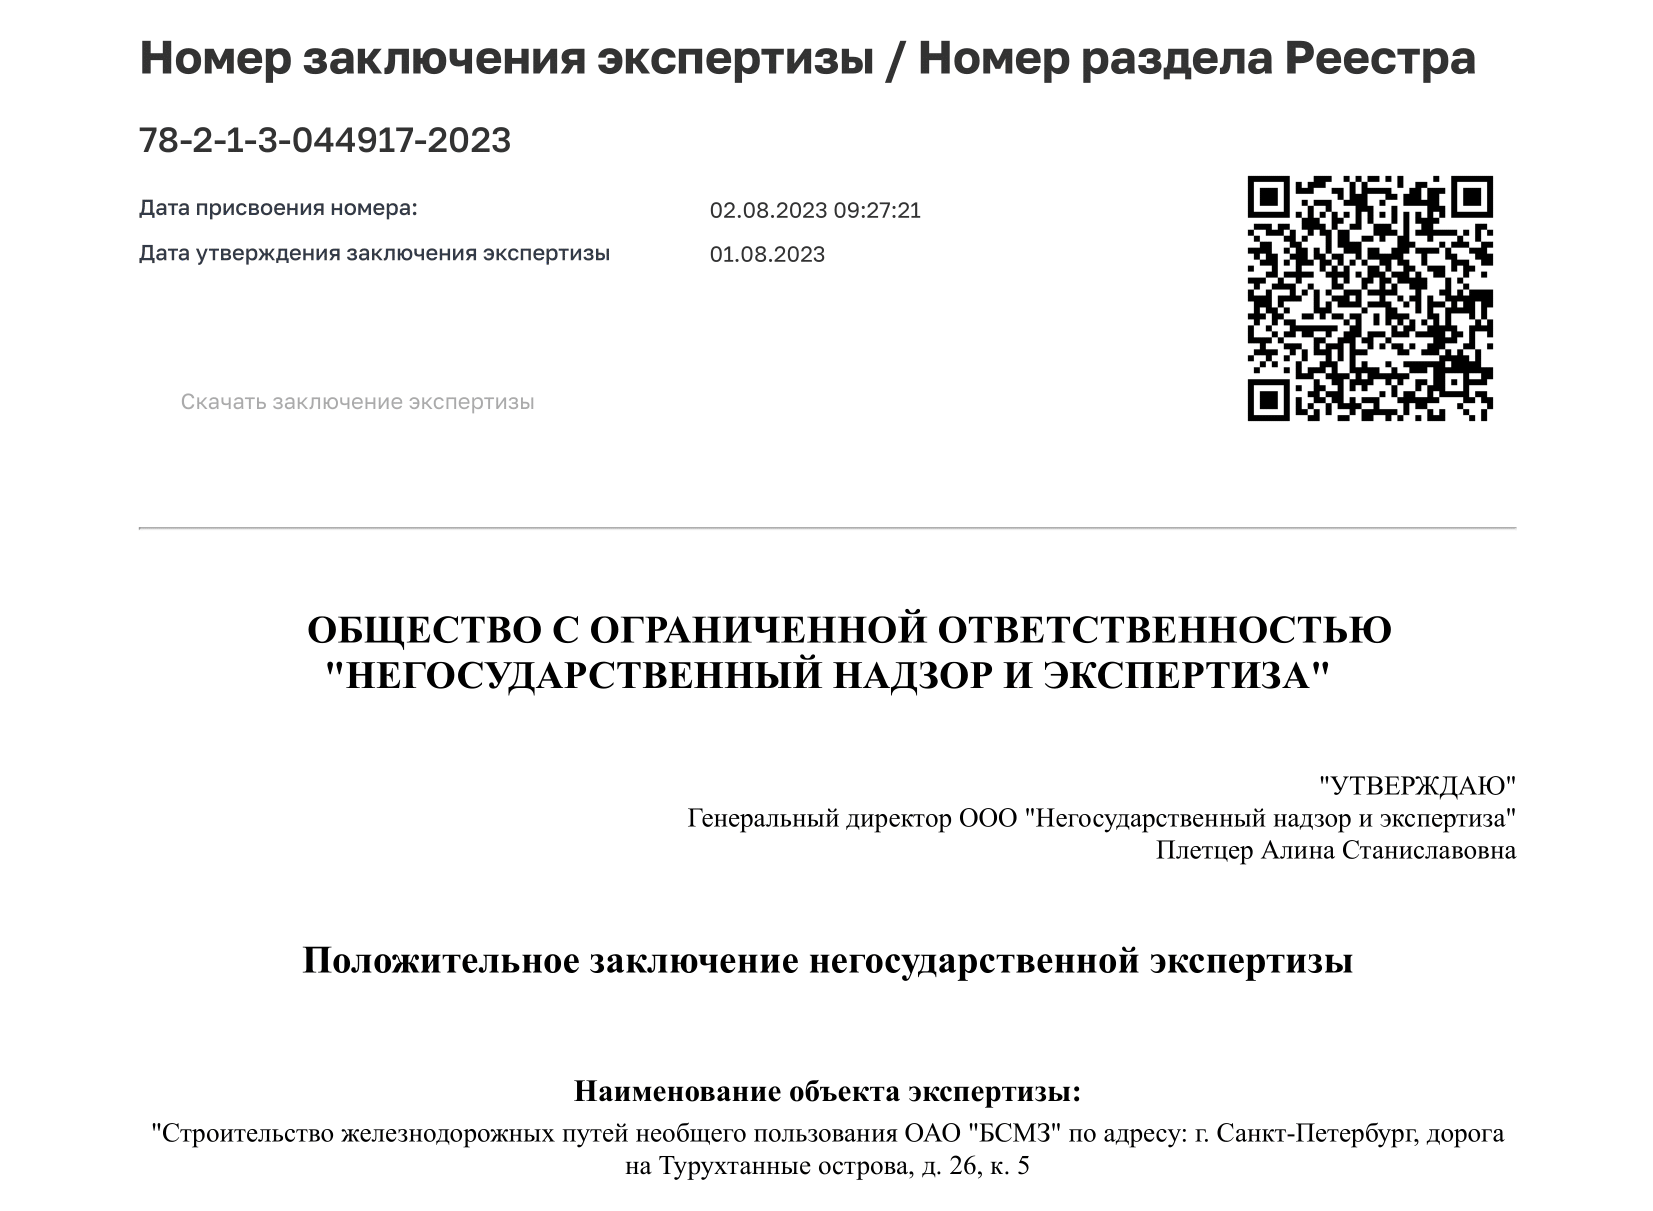 Номер заключения экспертизы / Номер раздела Реестра
78-2-1-3-044917-2023
Дата присвоения номера: 02.08.2023 09:27:21
Дата утверждения заключения экспертизы 01.08.2023
Скачать заключение экспертизы
ОБЩЕСТВО С ОГРАНИЧЕННОЙ ОТВЕТСТВЕННОСТЬЮ
"НЕГОСУДАРСТВЕННЫЙ НАДЗОР И ЭКСПЕРТИЗА"
"УТВЕРЖДАЮ"
Генеральный директор ООО "Негосударственный надзор и экспертиза"
Плетцер Алина Станиславовна
Положительное заключение негосударственной экспертизы
Наименование объекта экспертизы:
"Строительство железнодорожных путей необщего пользования ОАО "БСМЗ" по адресу: г. Санкт-Петербург, дорога
на Турухтанные острова, д. 26, к. 5